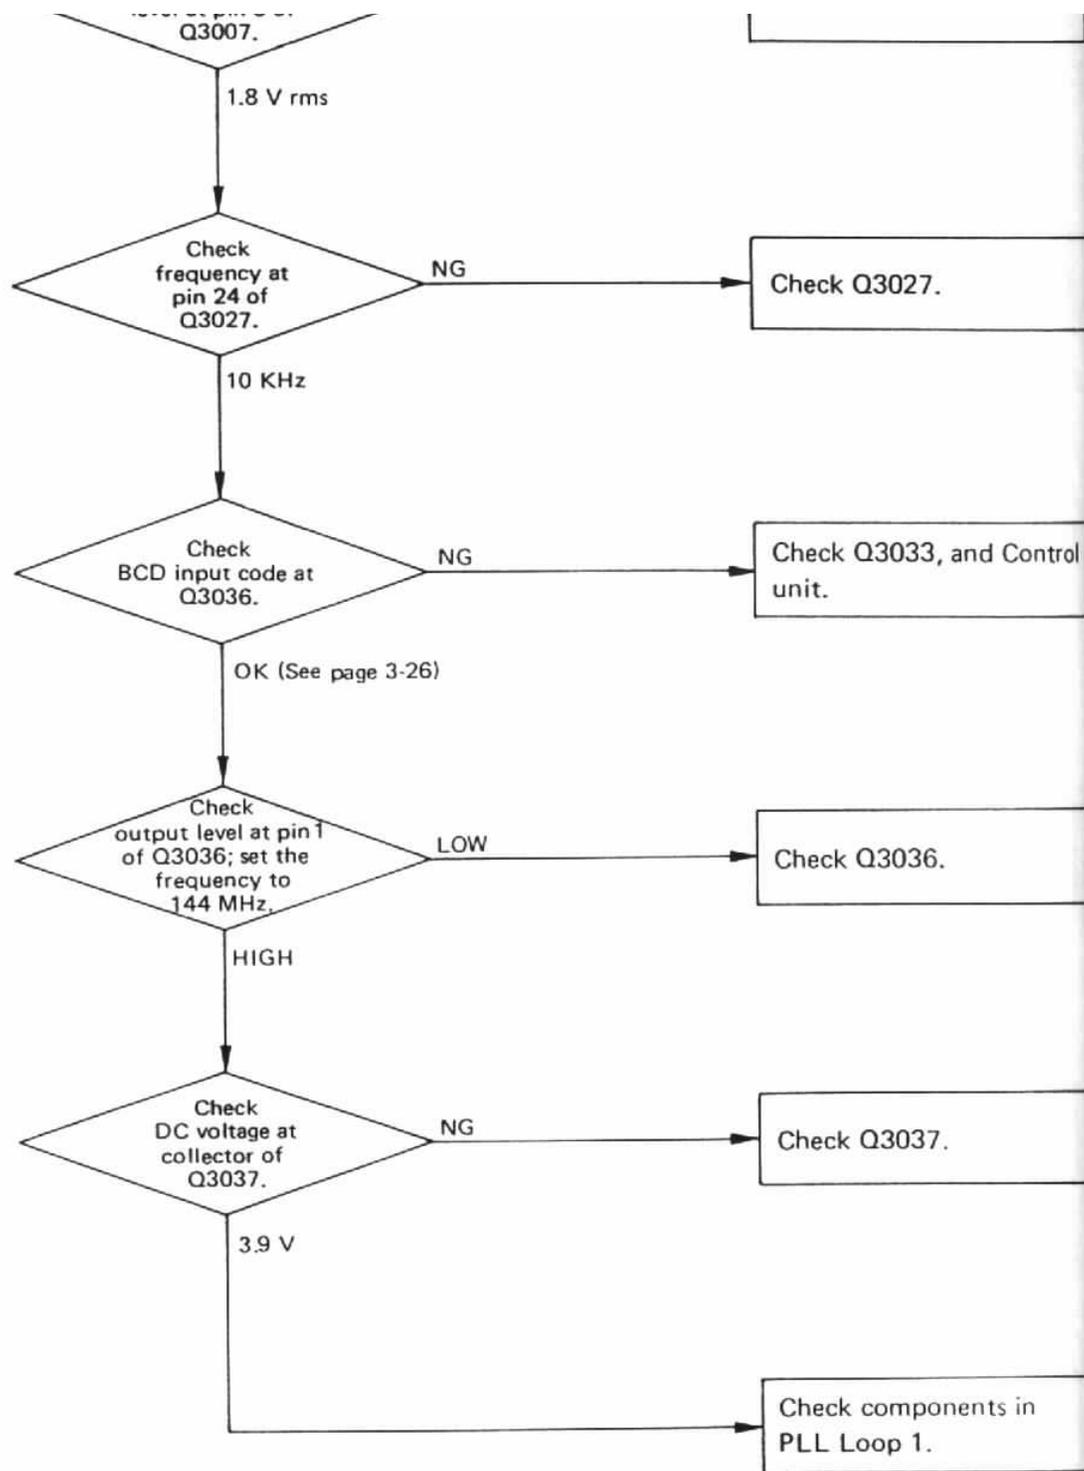 Q3007.
1.8 V rms
Check
frequency at
pin 24 of
Q3027.
NG
Check Q3027.
10 KHz
Check
BCD input code at
Q3036.
NG
Check Q3033, and Control
unit.
OK (See page 3-26)
Check
output level at pin 1
of Q3036; set the
frequency to
144 MHz.
LOW
Check Q3036.
HIGH
Check
DC voltage at
collector of
Q3037.
NG
Check Q3037.
3.9 V
Check components in
PLL Loop 1.